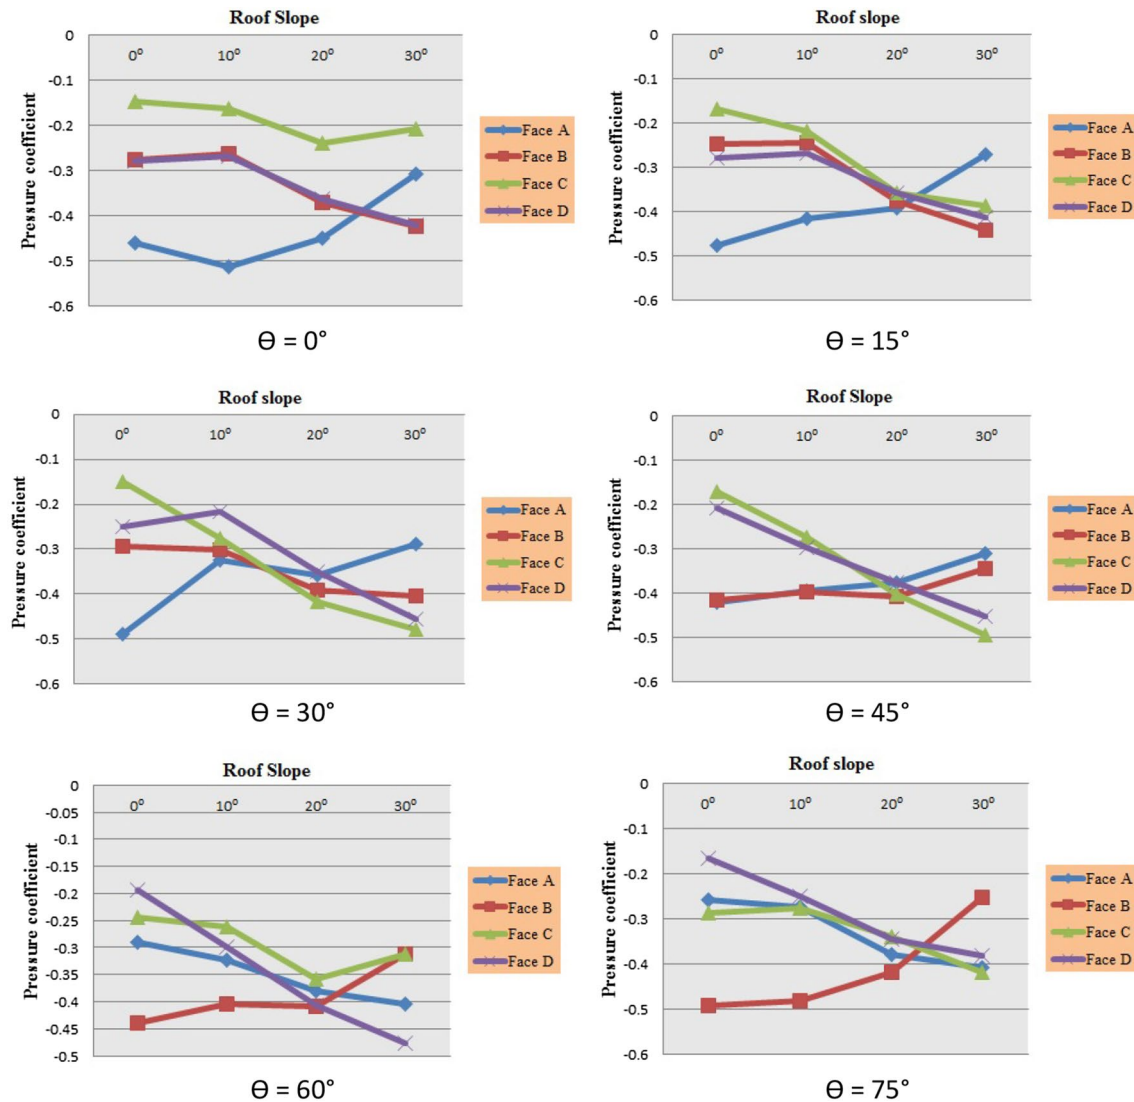 Roof Slope
0
0° 10° 20° 30°
-0.1
-0.2
-0.3
-0.4
-0.5
-0.6
Pressure coefficient
Face A
Face B
Face C
Face D
Ɵ = 0°
Roof slope
0
0° 10° 20° 30°
-0.1
-0.2
-0.3
-0.4
-0.5
-0.6
Pressure coefficient
Face A
Face B
Face C
Face D
Ɵ = 15°
Roof slope
0
0° 10° 20° 30°
-0.1
-0.2
-0.3
-0.4
-0.5
-0.6
Pressure coefficient
Face A
Face B
Face C
Face D
Ɵ = 30°
Roof Slope
0
0° 10° 20° 30°
-0.1
-0.2
-0.3
-0.4
-0.5
-0.6
Pressure coefficient
Face A
Face B
Face C
Face D
Ɵ = 45°
Roof Slope
0
0° 10° 20° 30°
-0.05
-0.1
-0.15
-0.2
-0.25
-0.3
-0.35
-0.4
-0.45
-0.5
Pressure coefficient
Face A
Face B
Face C
Face D
Ɵ = 60°
Roof slope
0
0° 10° 20° 30°
-0.1
-0.2
-0.3
-0.4
-0.5
-0.6
Pressure coefficient
Face A
Face B
Face C
Face D
Ɵ = 75°